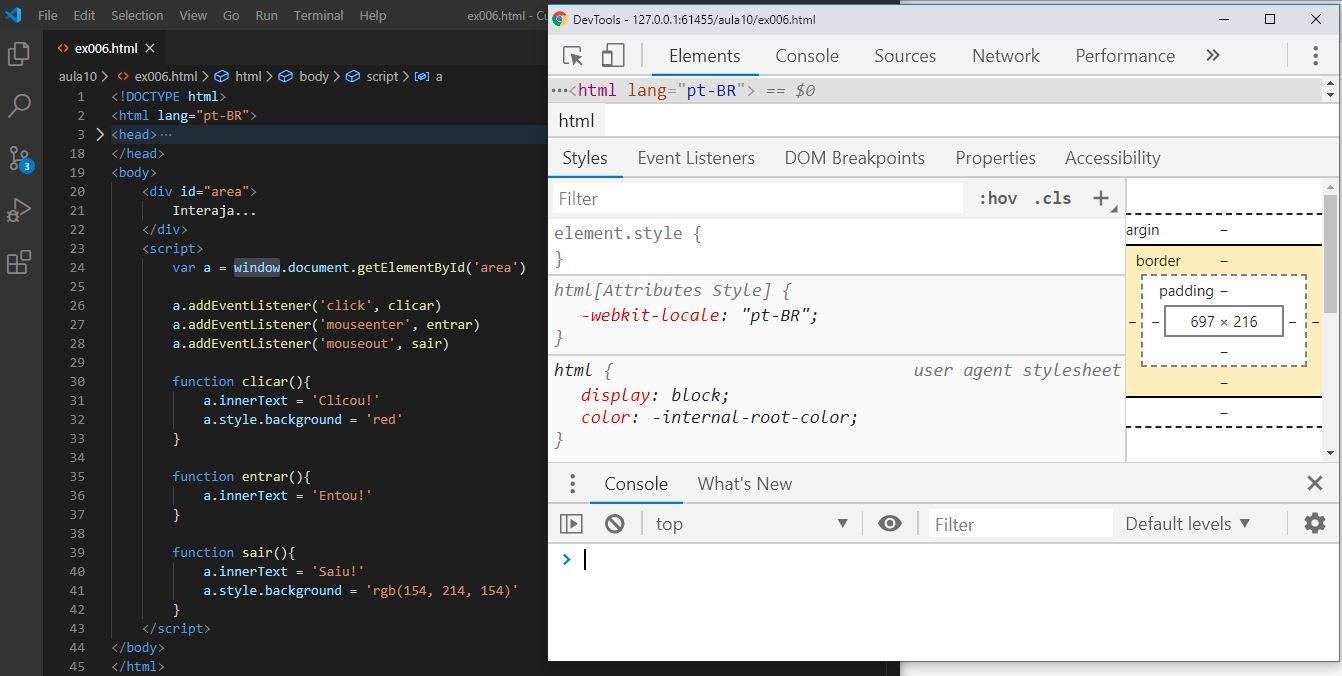 File Edit Selection View Go Run Terminal Help ex006.html - Cu
ex006.html
aula10 > ex006.html > html > body > script > a
1 <!DOCTYPE html>
2 <html lang="pt-BR">
3 <head> ...
18 </head>
19 <body>
20 <div id="area">
21 Interaja...
22 </div>
23 <script>
24 var a = window.document.getElementById('area')
25
26 a.addEventListener('click', clicar)
27 a.addEventListener('mouseenter', entrar)
28 a.addEventListener('mouseout', sair)
29
30 function clicar(){
31 a.innerText = 'Clicou!'
32 a.style.background = 'red'
33 }
34
35 function entrar(){
36 a.innerText = 'Entou!'
37 }
38
39 function sair(){
40 a.innerText = 'Saiu!'
41 a.style.background = 'rgb(154, 214, 154)'
42 }
43 </script>
44 </body>
45 </html>
3
DevTools - 127.0.0.1:61455/aula10/ex006.html
Elements Console Sources Network Performance »
...<html lang="pt-BR"> == $0
html
Styles Event Listeners DOM Breakpoints Properties Accessibility
Filter :hov .cls +
element.style {
}
html[Attributes Style] {
-webkit-locale: "pt-BR";
}
html { user agent stylesheet
display: block;
color: -internal-root-color;
}
argin –
border –
padding –
– – 697 × 216 – –
–
–
–
Console What's New
top Filter Default levels
>